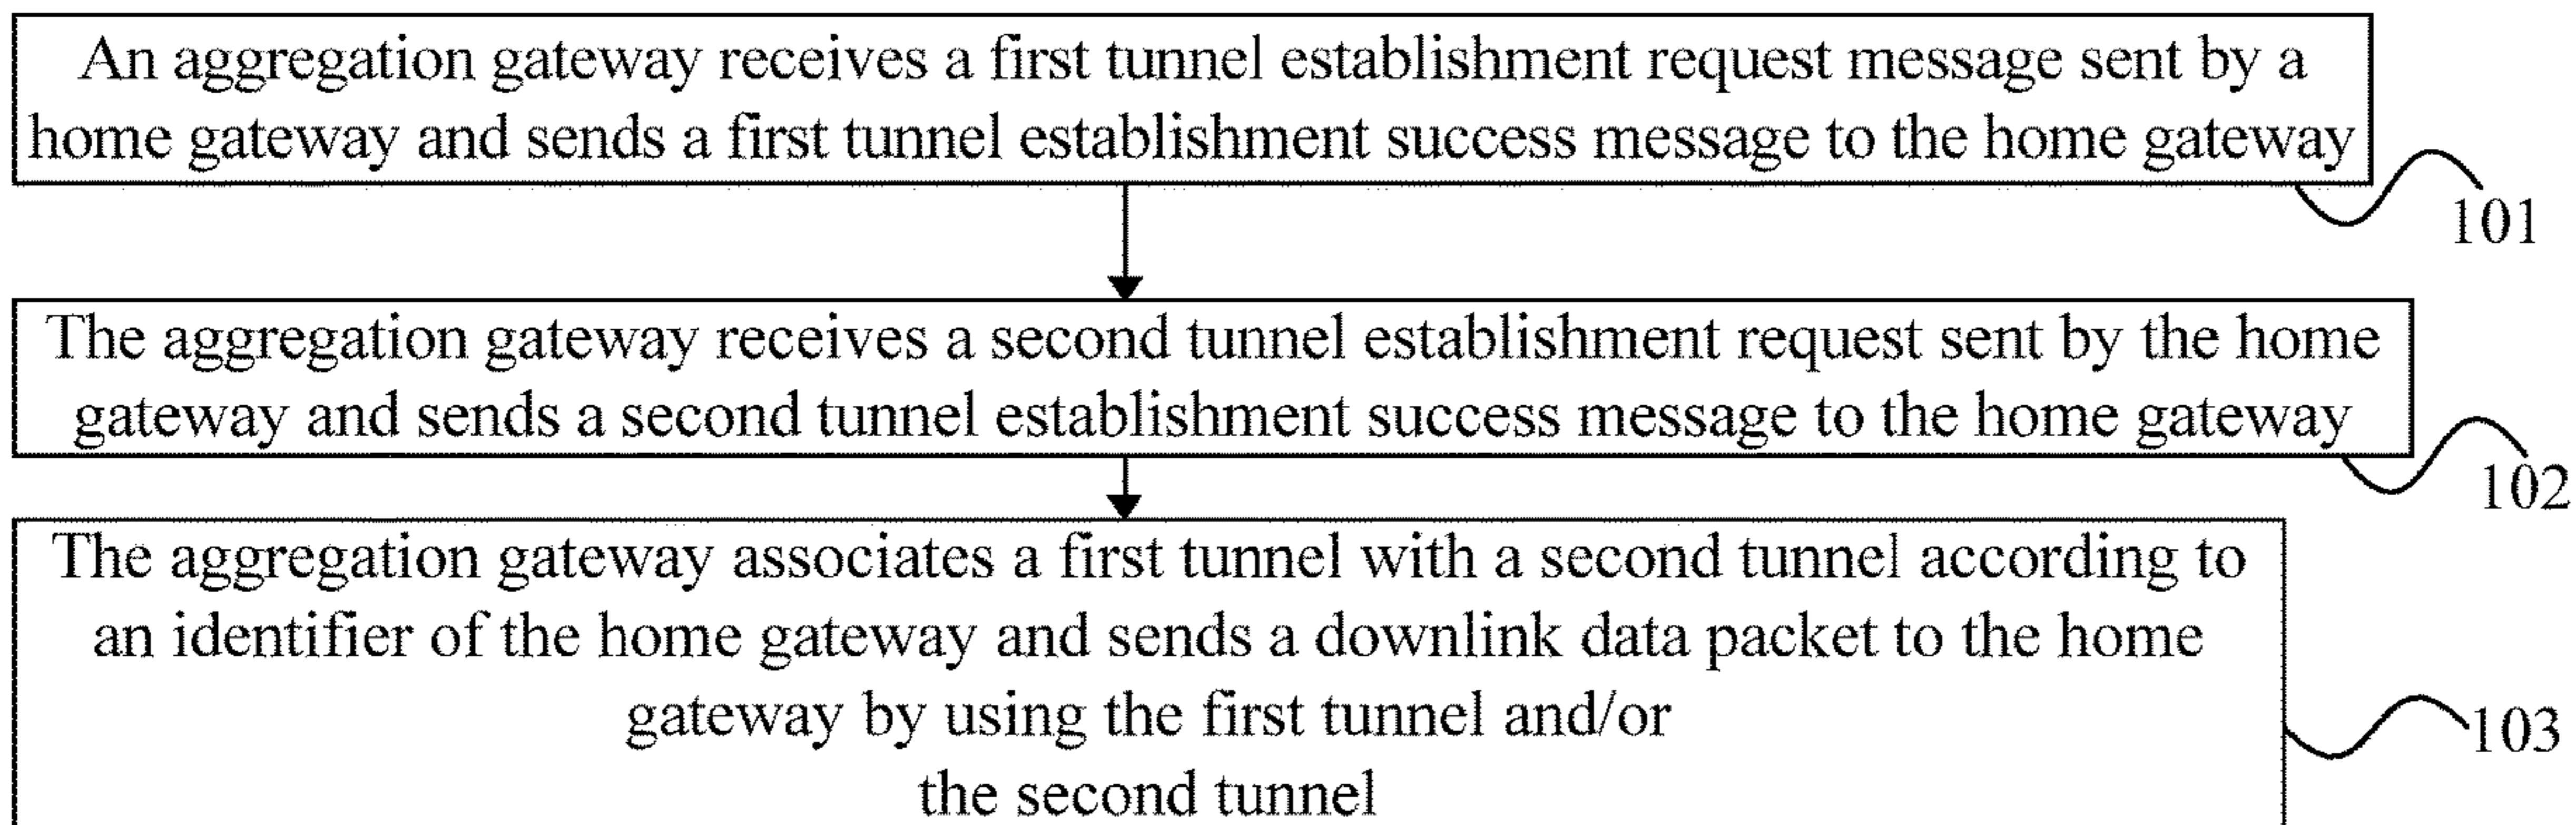 An aggregation gateway receives a first tunnel establishment request message sent by a
home gateway and sends a first tunnel establishment success message to the home gateway
101
The aggregation gateway receives a second tunnel establishment request sent by the home
gateway and sends a second tunnel establishment success message to the home gateway
102
The aggregation gateway associates a first tunnel with a second tunnel according to
an identifier of the home gateway and sends a downlink data packet to the home
gateway by using the first tunnel and/or
103
the second tunnel